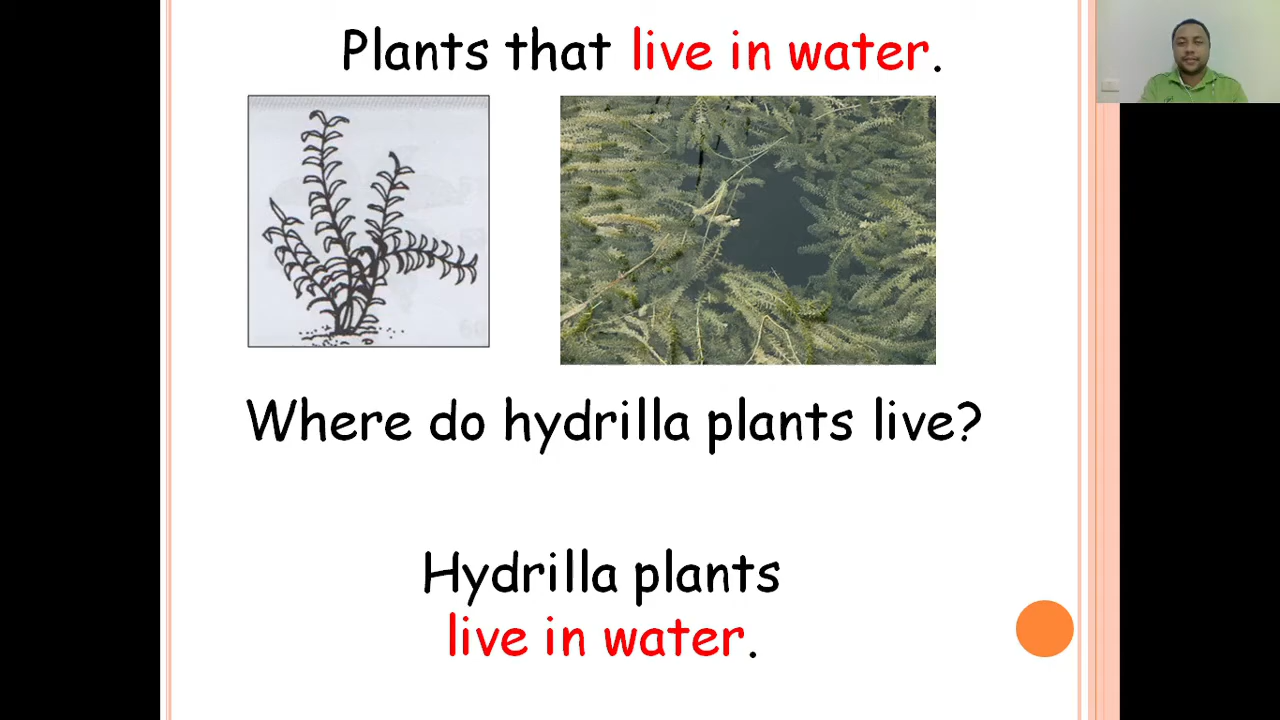 Plants that live in water.
Where do hydrilla plants live?
Hydrilla plants
live in water.